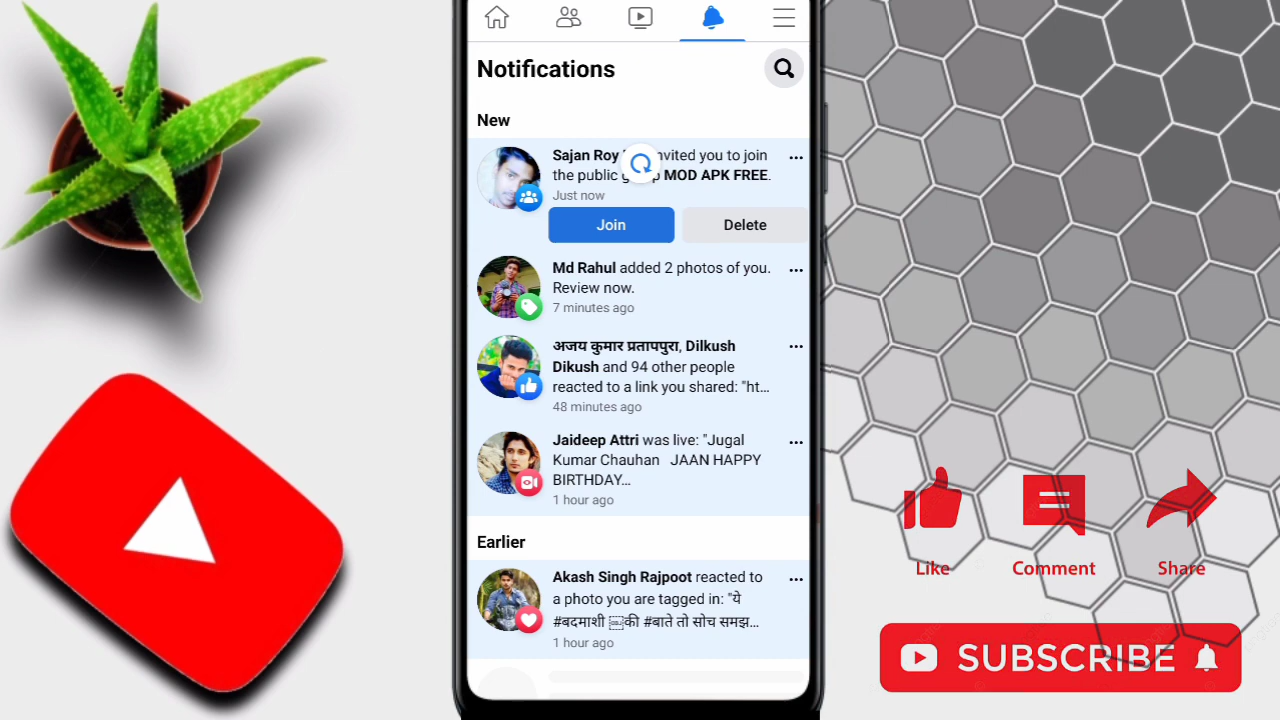 Notifications
New
Sajan Roy invited you to join
the public MOD APK FREE.
Just now
Join
Delete
Md Rahul added 2 photos of you.
Review now.
7 minutes ago
अजय कुमार प्रतापपुरा, Dilkush
Dikush and 94 other people
reacted to a link you shared: "ht...
48 minutes ago
Jaideep Attri was live: "Jugal
Kumar Chauhan JAAN HAPPY
BIRTHDAY...
1 hour ago
Earlier
Akash Singh Rajpoot reacted to
a photo you are tagged in: "ये
#बदमाशी की #बाते तो सोच समझ...
1 hour ago
Like
Comment
Share
SUBSCRIBE